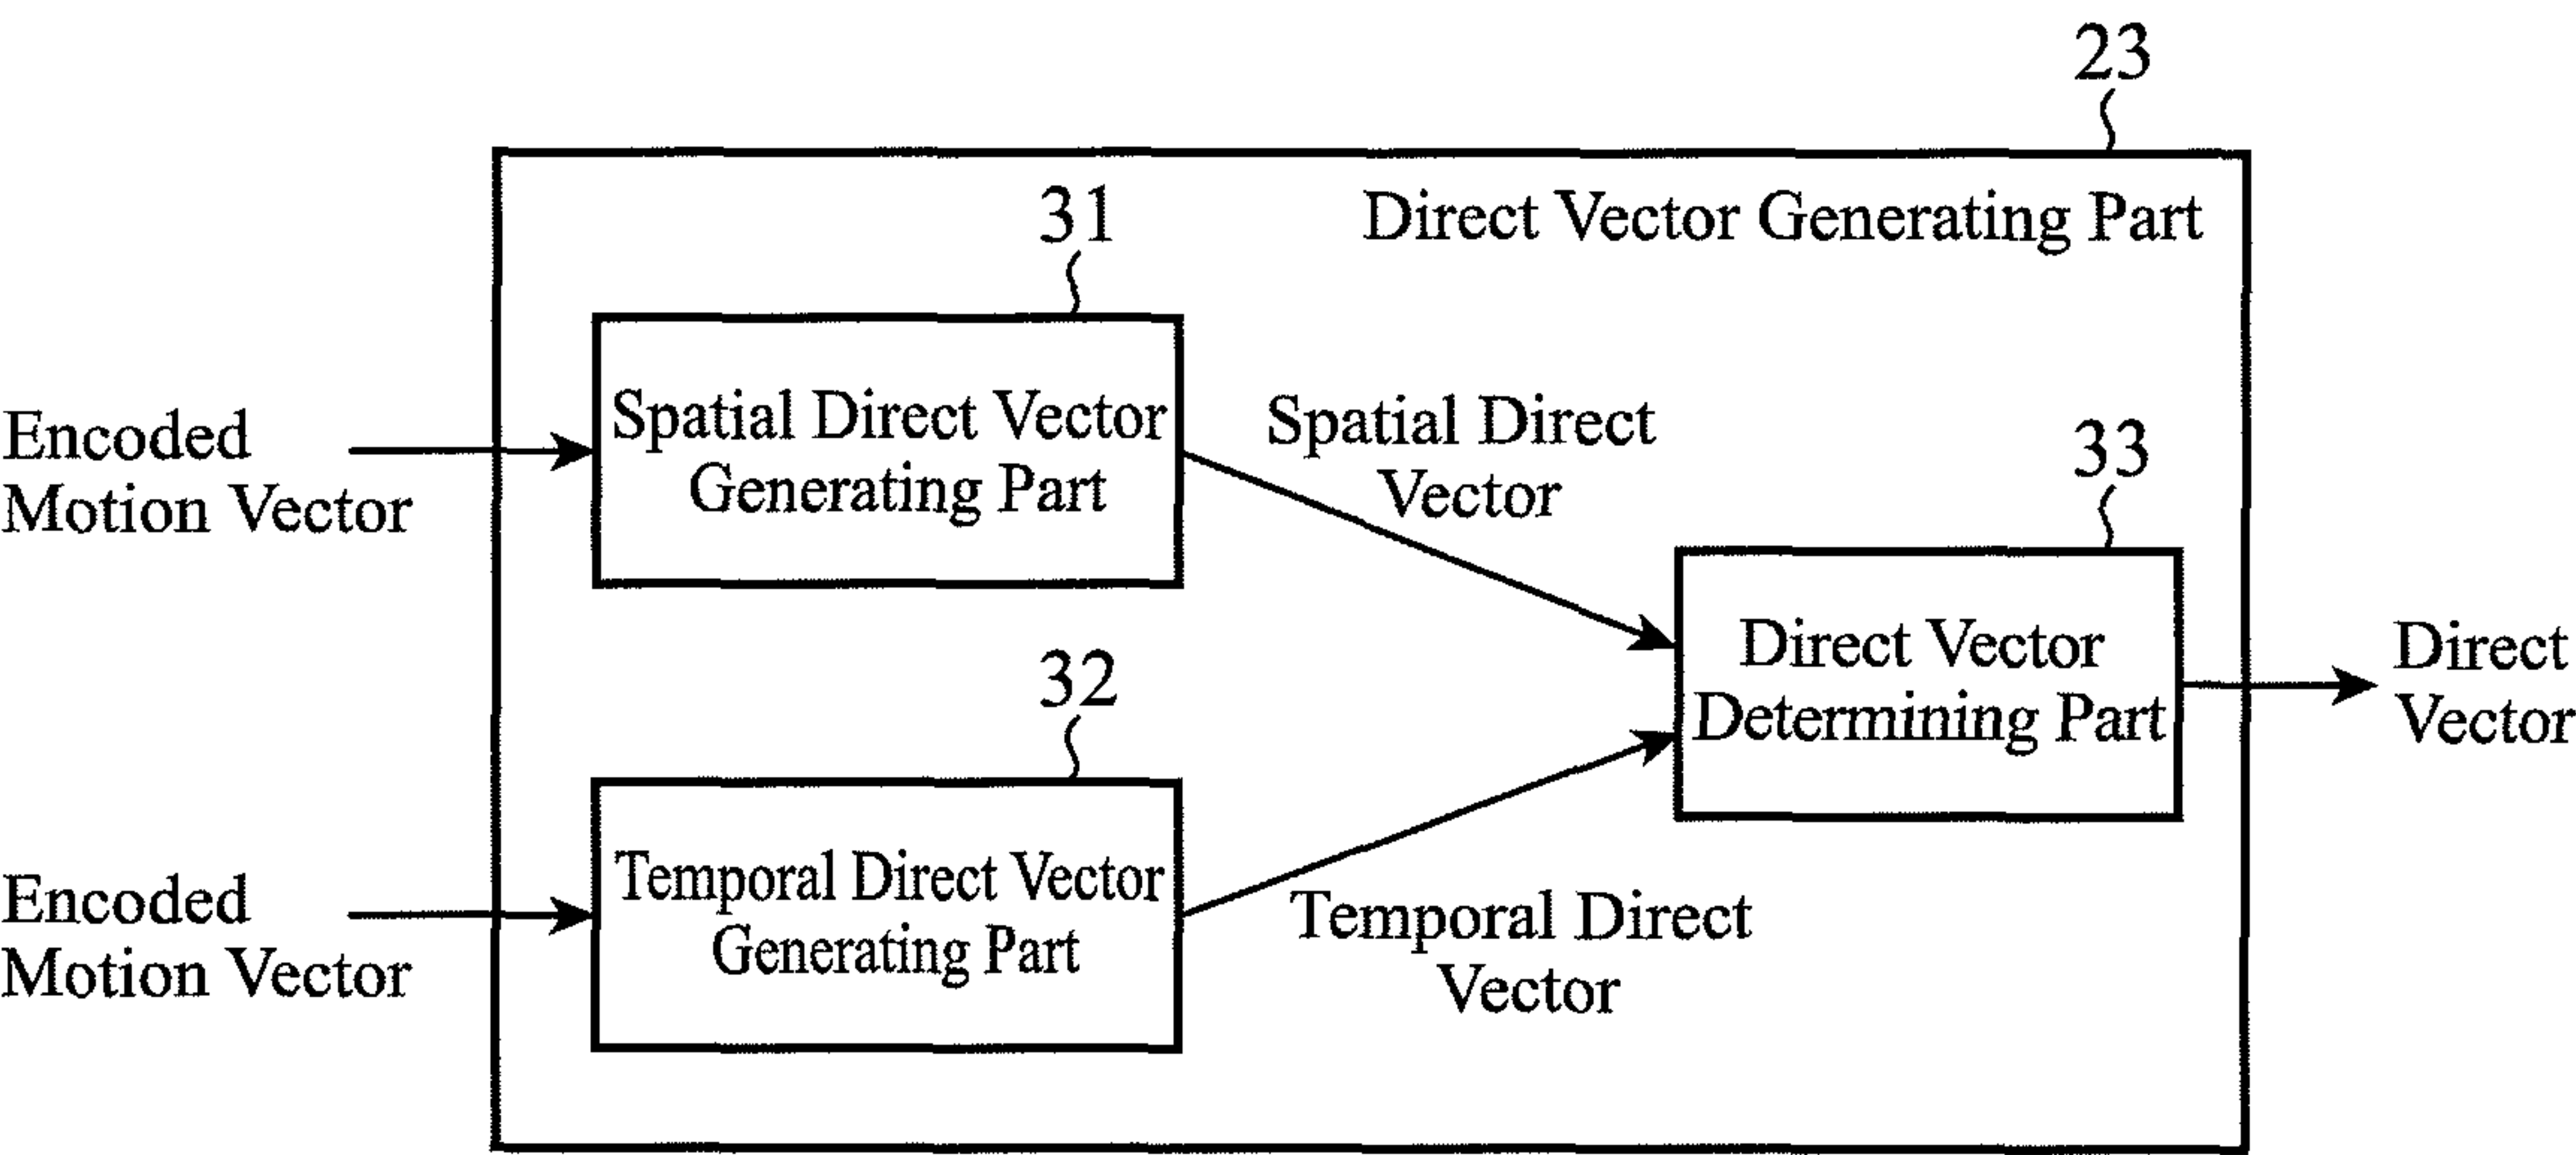 23
Direct Vector Generating Part
31
Spatial Direct Vector
Generating Part
Encoded
Motion Vector
Spatial Direct
Vector
33
Direct Vector
Determining Part
Direct
Vector
32
Temporal Direct Vector
Generating Part
Encoded
Motion Vector
Temporal Direct
Vector